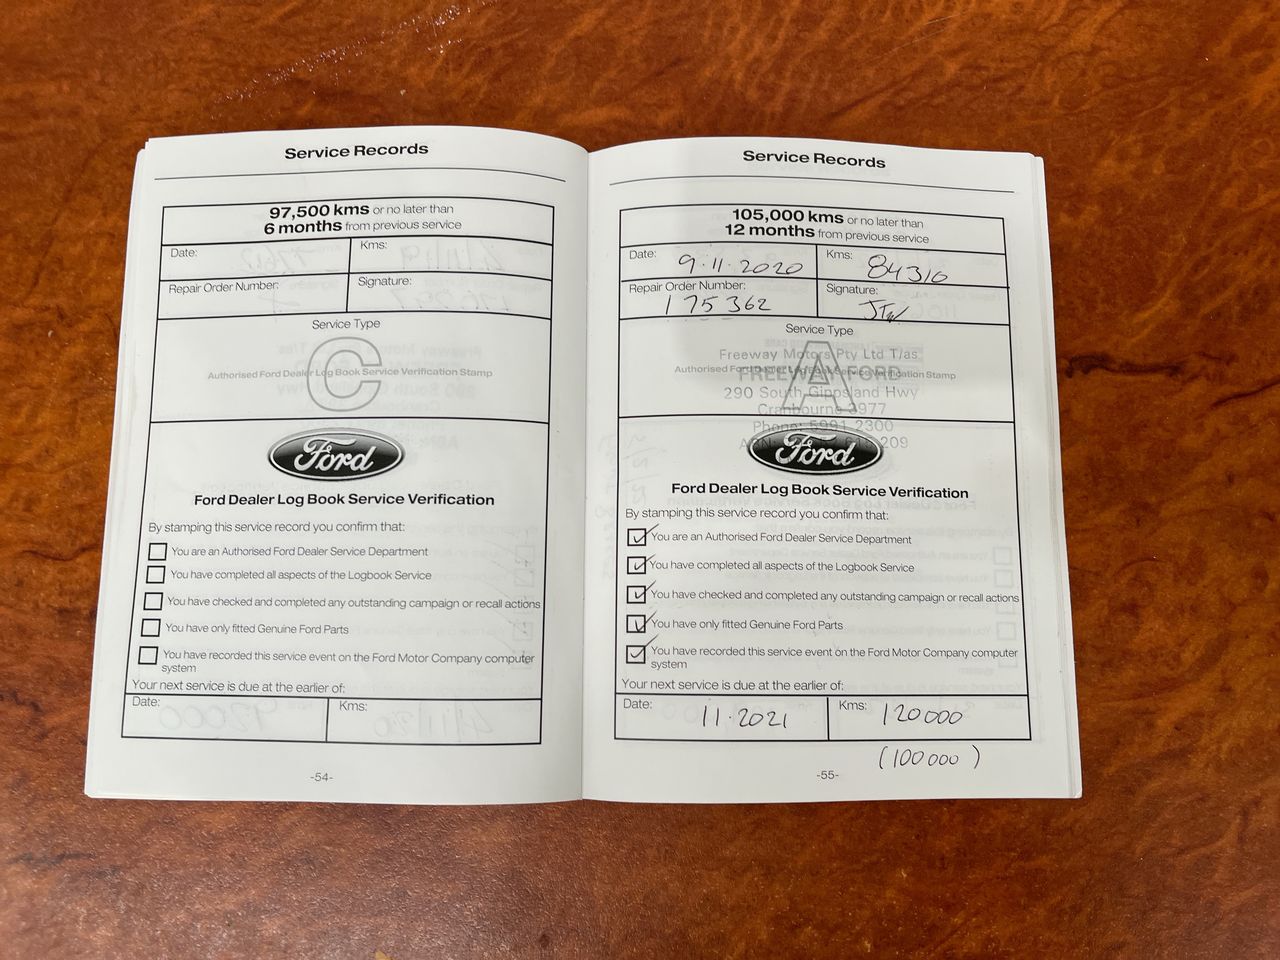 Service Records
97,500 kms or no later than
6 months from previous service
Date:
Kms:
Repair Order Number:
Signature:
Service Type
C
Authorised Ford Dealer Log Book Service Verification Stamp
Ford
Ford Dealer Log Book Service Verification
By stamping this service record you confirm that:
You are an Authorised Ford Dealer Service Department
You have completed all aspects of the Logbook Service
You have checked and completed any outstanding campaign or recall actions
You have only fitted Genuine Ford Parts
You have recorded this service event on the Ford Motor Company computer
system
Your next service is due at the earlier of:
Date:
Kms:
-54-
Service Records
105,000 kms or no later than
12 months from previous service
Date: 9.11.2020
Kms: 84310
Repair Order Number: 175362
Signature:
Service Type
A
Freeway Motors Pty Ltd T/as
Authorised Ford Dealer Log Book Service Verification Stamp
FREEWAY FORD
290 South Gippsland Hwy
Cranbourne 3977
Phone: 5991 2300
209
Ford
Ford Dealer Log Book Service Verification
By stamping this service record you confirm that:
You are an Authorised Ford Dealer Service Department
You have completed all aspects of the Logbook Service
You have checked and completed any outstanding campaign or recall actions
You have only fitted Genuine Ford Parts
You have recorded this service event on the Ford Motor Company computer
system
Your next service is due at the earlier of:
Date: 11.2021
Kms: 120000
(100000)
-55-